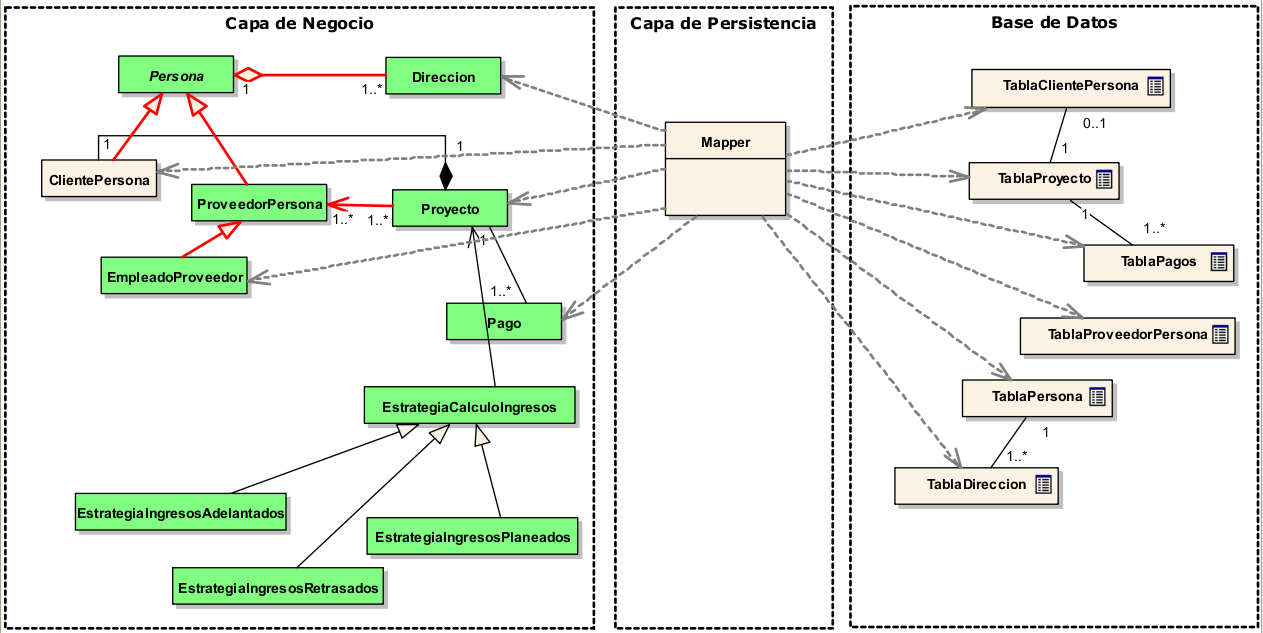 Capa de Negocio
Capa de Persistencia
Base de Datos
Persona
1
1..*
Direccion
1
1
ClientePersona
ProveedorPersona
1..*
1..*
Proyecto
EmpleadoProveedor
1
1..*
Pago
EstrategiaCalculoIngresos
EstrategiaIngresosAdelantados
EstrategiaIngresosPlaneados
EstrategiaIngresosRetrasados
Mapper
TablaClientePersona
0..1
1
TablaProyecto
1
1..*
TablaPagos
TablaProveedorPersona
TablaPersona
1
1..*
TablaDireccion